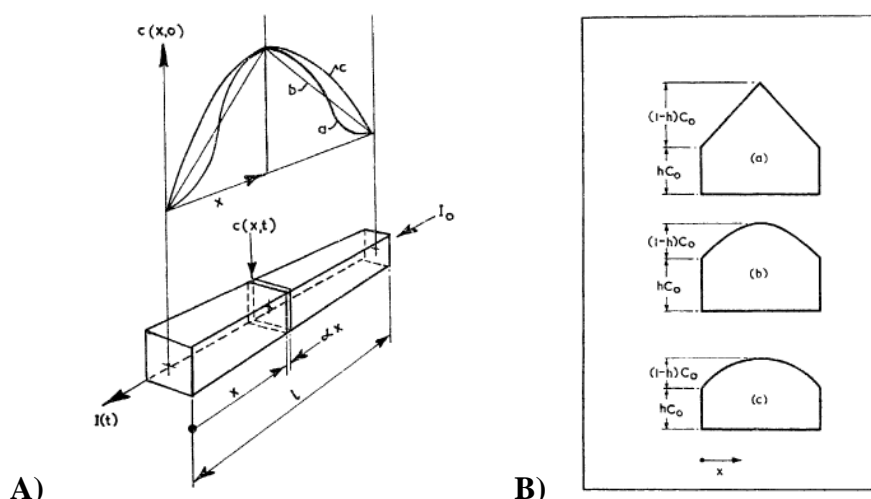 c(x,o)
c
b
a
x
c(x,t)
I₀
dx
x
l
I(t)
A)
(1-h)C₀
hC₀
(a)
(1-h)C₀
hC₀
(b)
(1-h)C₀
hC₀
(c)
x
B)